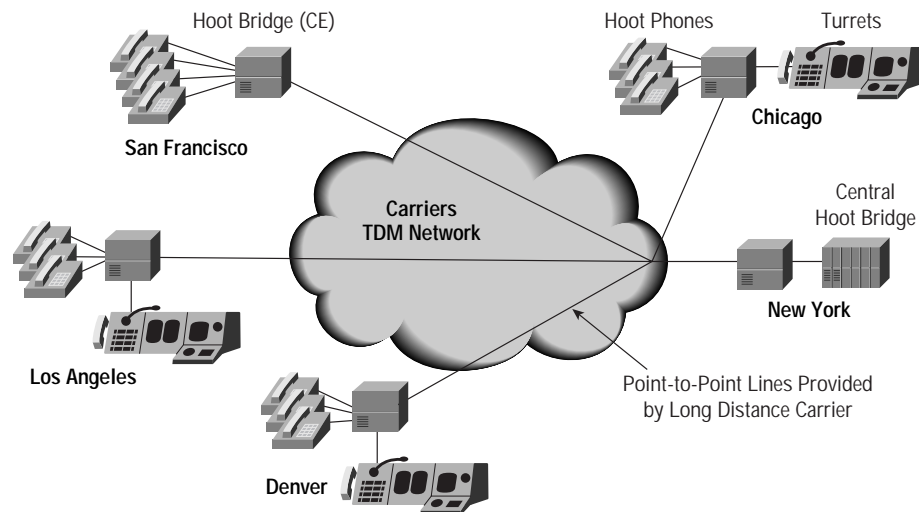 Hoot Bridge (CE)
Hoot Phones
Turrets
San Francisco
Chicago
Carriers
TDM Network
Central
Hoot Bridge
New York
Los Angeles
Point-to-Point Lines Provided
by Long Distance Carrier
Denver